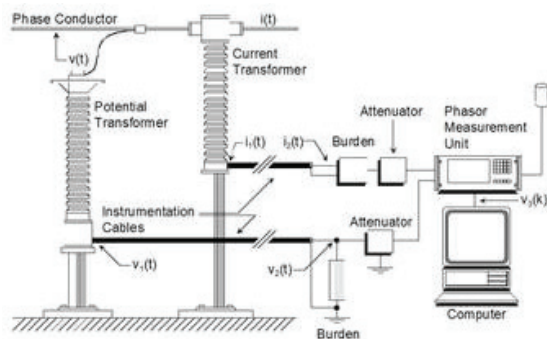 Phase Conductor
i(t)
v(t)
Current
Transformer
Potential
Transformer
Attenuator
Phasor
Measurement
Unit
i₁(t)
i₂(t)
Burden
v₃(k)
Instrumentation
Cables
Attenuator
v₁(t)
v₂(t)
Burden
Computer